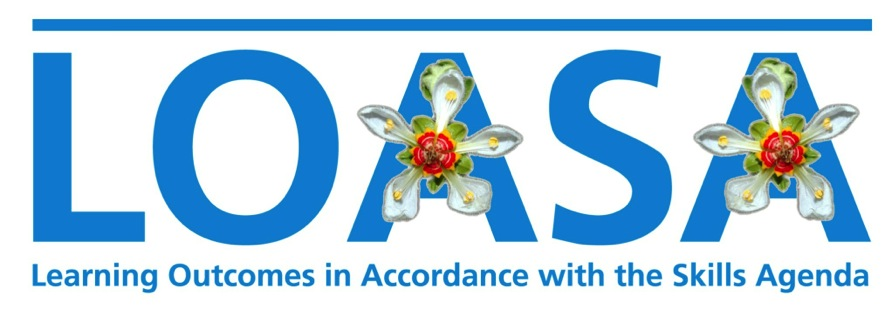 LOASA
Learning Outcomes in Accordance with the Skills Agenda